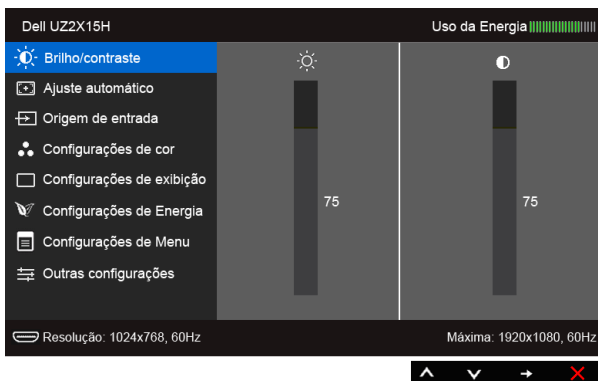 Dell UZ2X15H
Uso da Energia
Brilho/contraste
Ajuste automático
Origem de entrada
Configurações de cor
Configurações de exibição
Configurações de Energia
Configurações de Menu
Outras configurações
75
75
Resolução: 1024x768, 60Hz
Máxima: 1920x1080, 60Hz